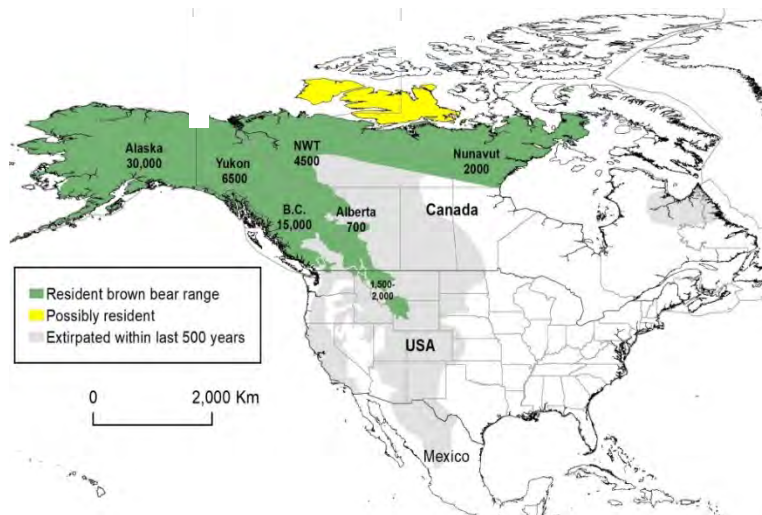 Alaska
30,000
Yukon
6500
NWT
4500
Nunavut
2000
B.C.
15,000
Alberta
700
Canada
1,500-
2,000
USA
Mexico
Resident brown bear range
Possibly resident
Extirpated within last 500 years
0 2,000 Km